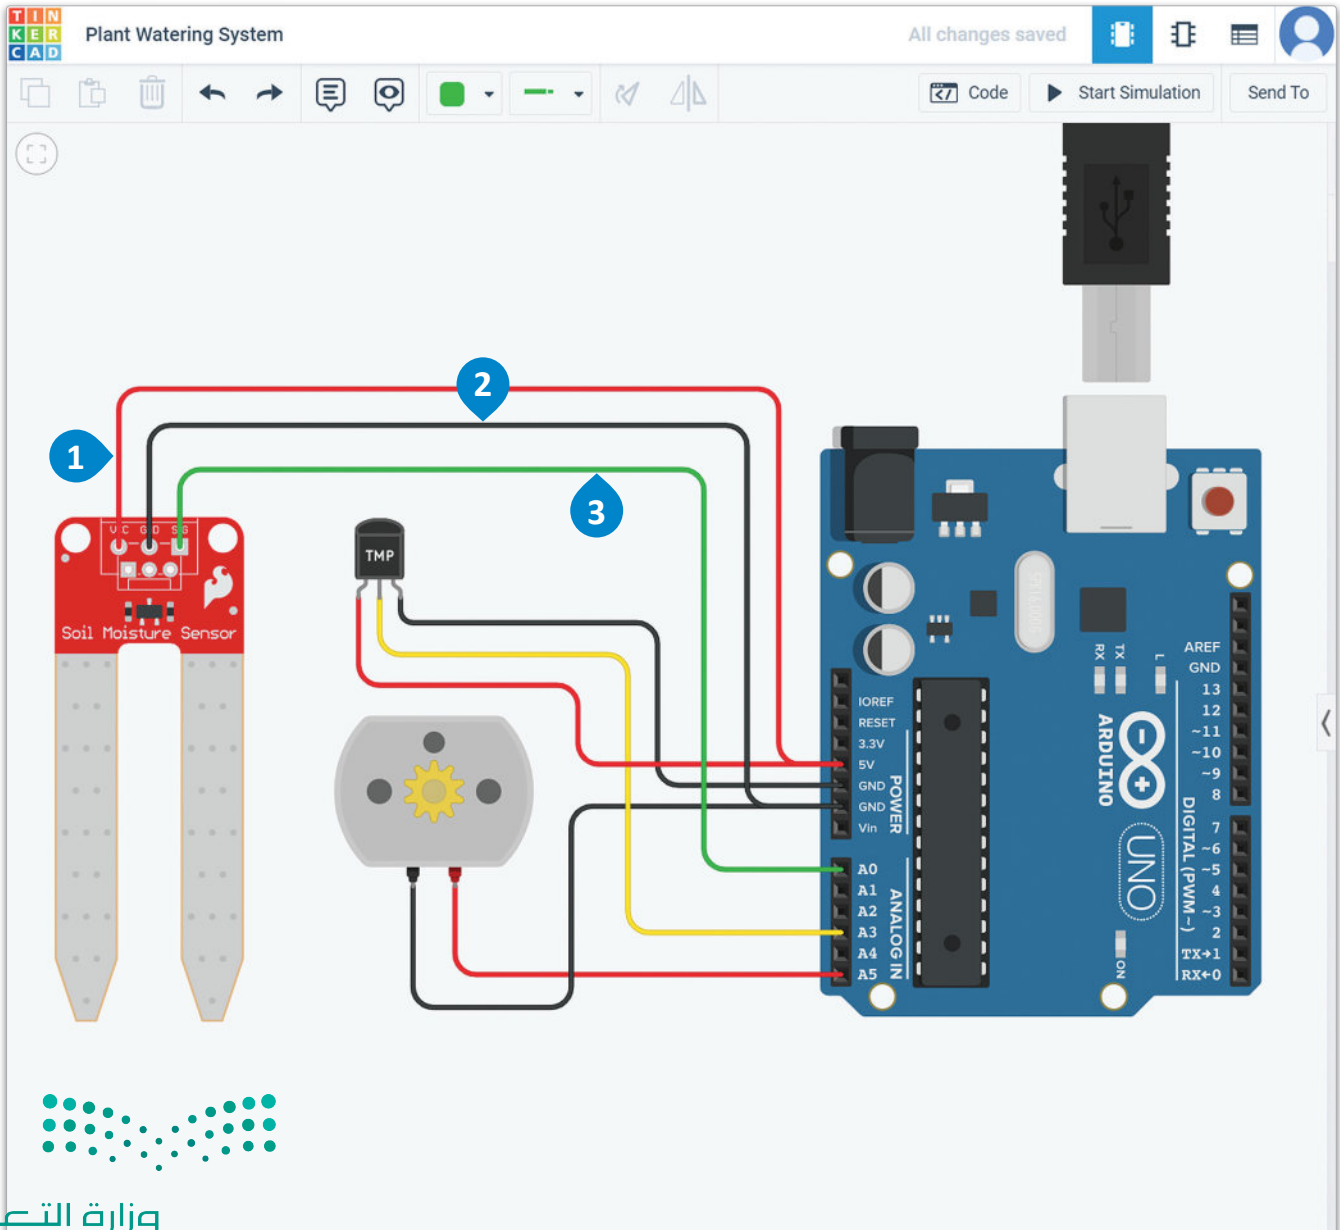 TINKERCAD
Plant Watering System
All changes saved
Code
Start Simulation
Send To
2
1
3
VCC GND SIG
TMP
Soil Moisture Sensor
IOREF
RESET
3.3V
5V
GND
GND
Vin
POWER
A0
A1
A2
A3
A4
A5
ANALOG IN
RX
TX
L
ARDUINO
UNO
ON
AREF
GND
13
12
~11
~10
~9
8
7
~6
~5
4
~3
2
TX→1
RX←0
DIGITAL (PWM~)
وزارة التـ